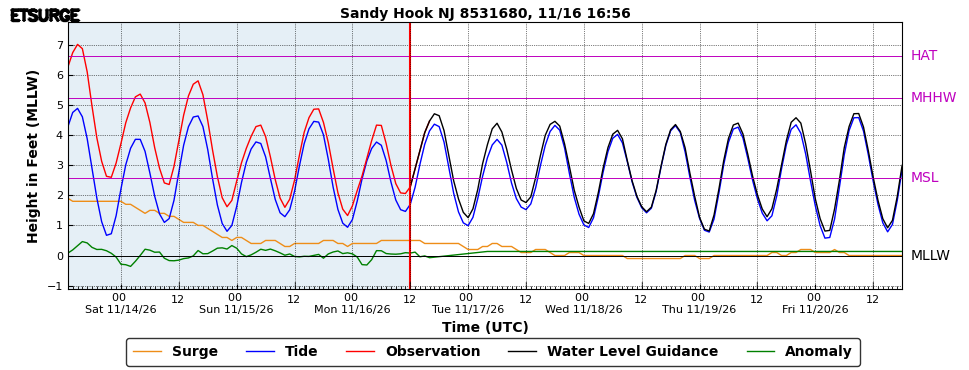 ETSURGE
Sandy Hook NJ 8531680, 11/16 16:56
Height in Feet (MLLW)
7
6
5
4
3
2
1
0
−1
HAT
MHHW
MSL
MLLW
00 12 00 12 00 12 00 12 00 12 00 12 00 12
Sat 11/14/26 Sun 11/15/26 Mon 11/16/26 Tue 11/17/26 Wed 11/18/26 Thu 11/19/26 Fri 11/20/26
Time (UTC)
Surge Tide Observation Water Level Guidance Anomaly